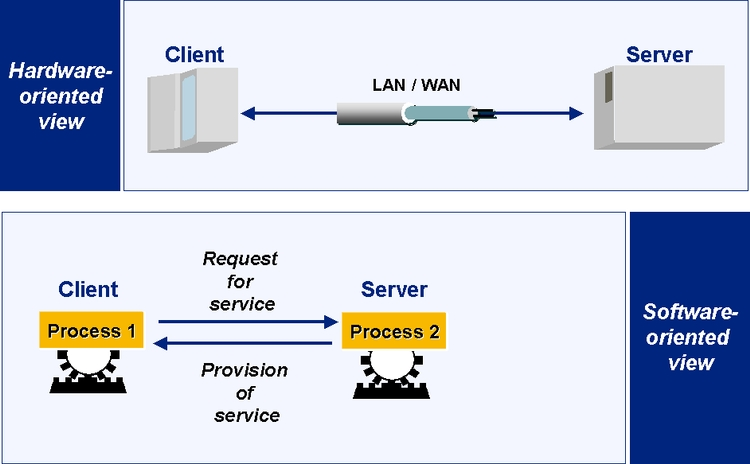 Hardware-
oriented
view
Client
LAN / WAN
Server
Client
Process 1
Request
for
service
Provision
of
service
Server
Process 2
Software-
oriented
view